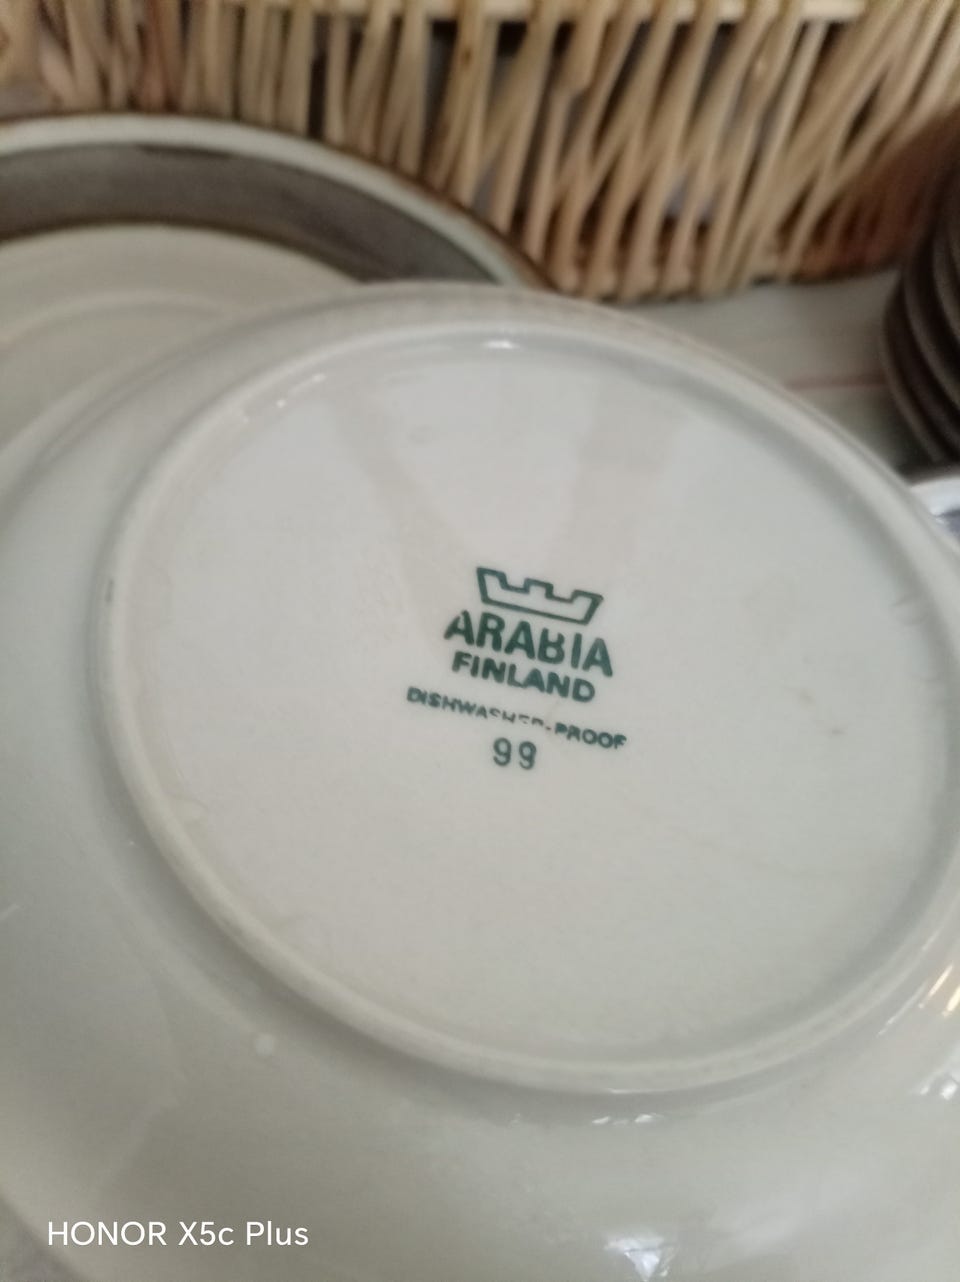 ARABIA
FINLAND
DISHWASHER-PROOF
99
HONOR X5c Plus